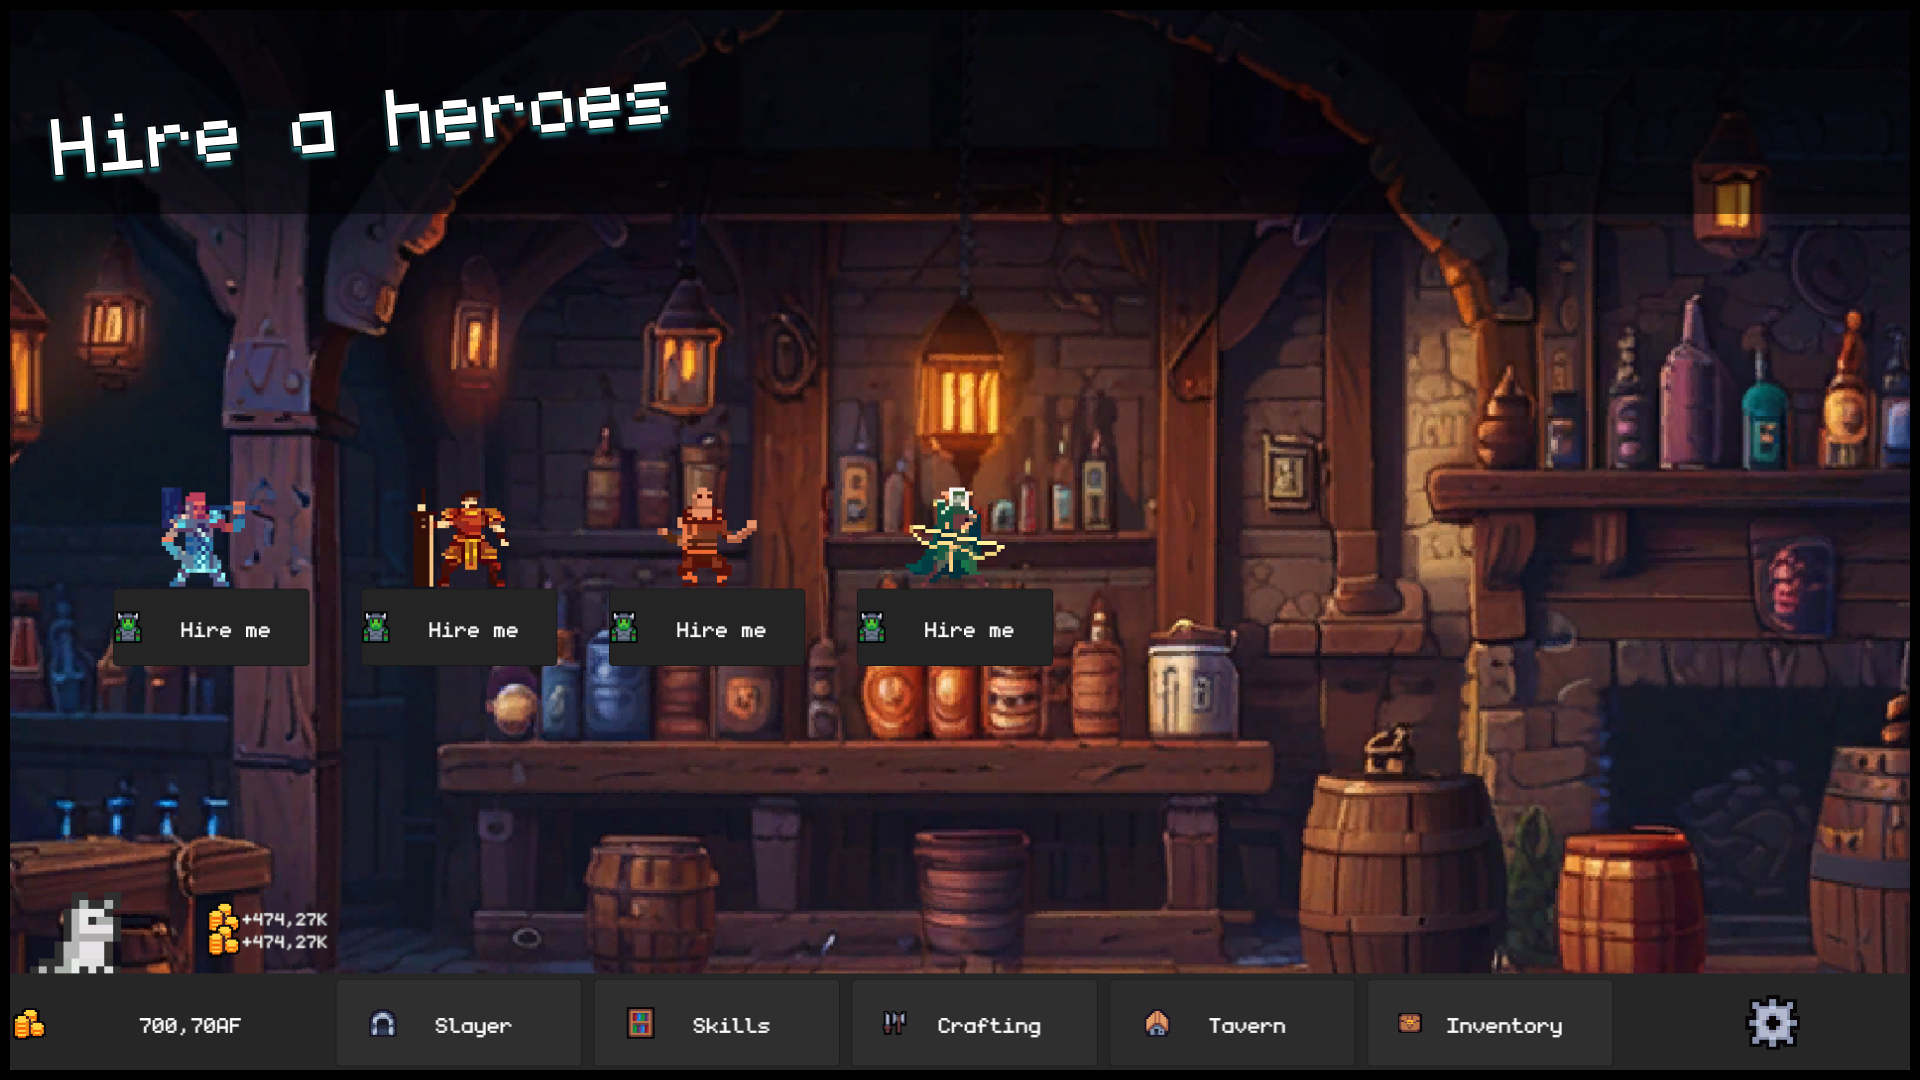 Hire a heroes
Hire me
Hire me
Hire me
Hire me
+474,27K
+474,27K
700,70AF
Slayer
Skills
Crafting
Tavern
Inventory